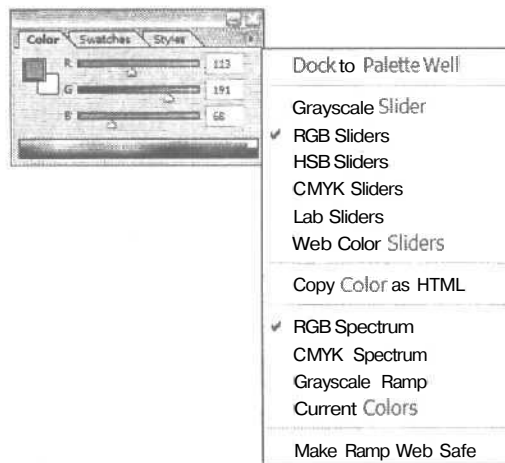 Color Swatches Styles
R 113
G 191
B 68
Dock to Palette Well
Grayscale Slider
RGB Sliders
HSB Sliders
CMYK Sliders
Lab Sliders
Web Color Sliders
Copy Color as HTML
RGB Spectrum
CMYK Spectrum
Grayscale Ramp
Current Colors
Make Ramp Web Safe